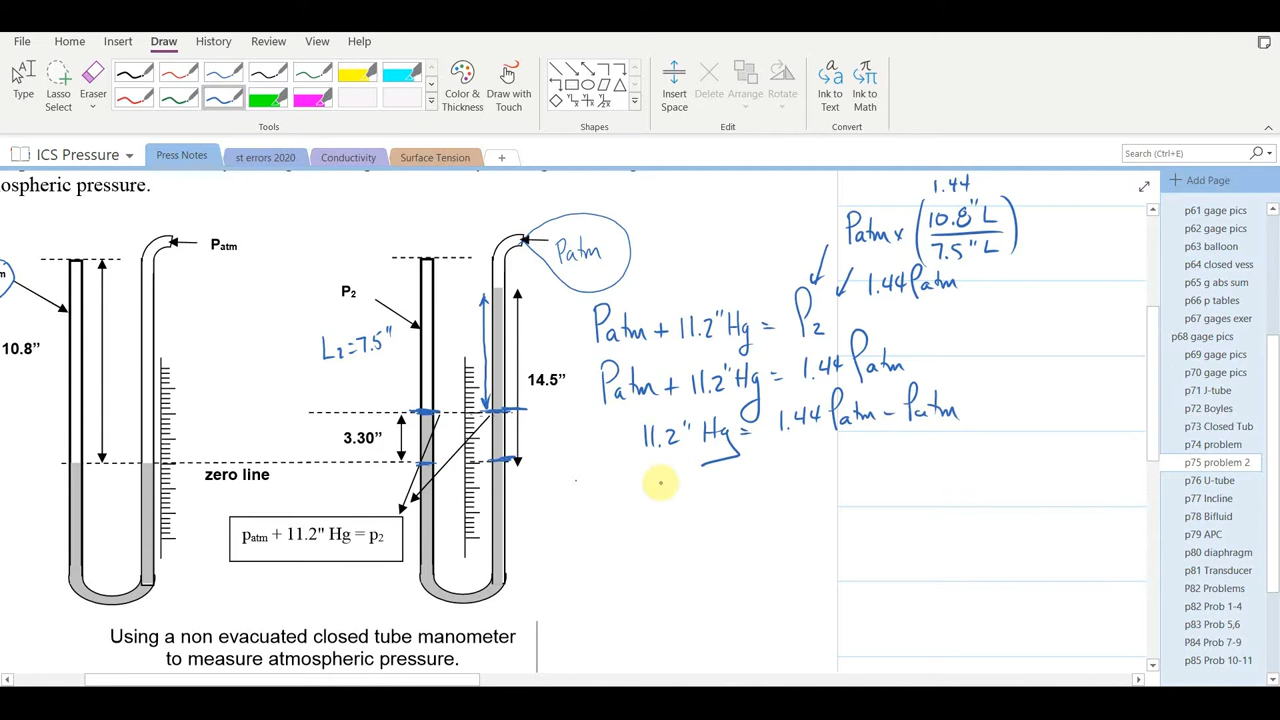 File Home Insert Draw History Review View Help
Type Lasso Select Eraser Color & Thickness Draw with Touch Insert Space Delete Arrange Rotate Ink to Text Ink to Math
Tools Shapes Edit Convert
ICS Pressure Press Notes st errors 2020 Conductivity Surface Tension + Search (Ctrl+E)
ospheric pressure.
Patm
10.8"
P2
L2=7.5"
Patm
14.5"
3.30"
zero line
patm + 11.2" Hg = p2
Using a non evacuated closed tube manometer
to measure atmospheric pressure.
1.44
Patm x (10.8" L / 7.5" L)
1.44 Patm
Patm + 11.2" Hg = P2
Patm + 11.2" Hg = 1.44 Patm
11.2" Hg = 1.44 Patm - Patm
Add Page
p61 gage pics
p62 gage pics
p63 balloon
p64 closed vess
p65 g abs sum
p66 p tables
p67 gages exer
p68 gage pics
p69 gage pics
p70 gage pics
p71 J-tube
p72 Boyles
p73 Closed Tub
p74 problem
p75 problem 2
p76 U-tube
p77 Incline
p78 Bifluid
p79 APC
p80 diaphragm
p81 Transducer
P82 Problems
p82 Prob 1-4
p83 Prob 5,6
P84 Prob 7-9
p85 Prob 10-11